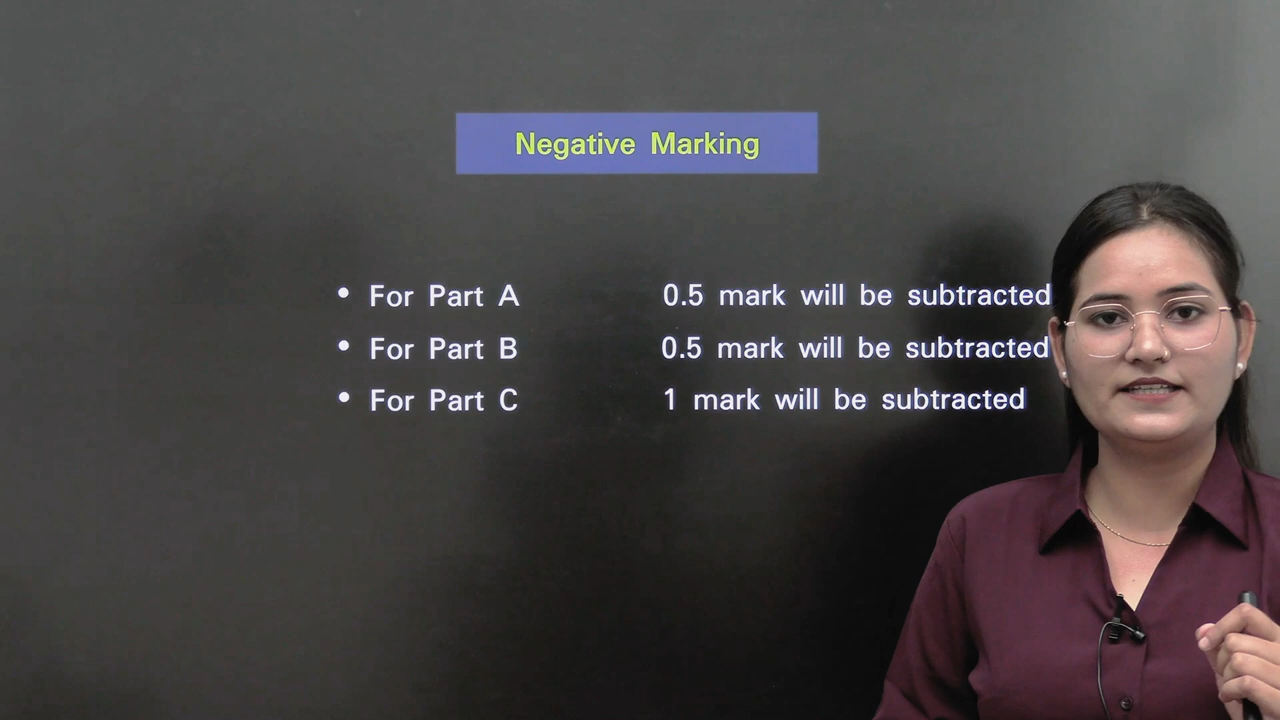 Negative Marking
• For Part A 0.5 mark will be subtracted
• For Part B 0.5 mark will be subtracted
• For Part C 1 mark will be subtracted